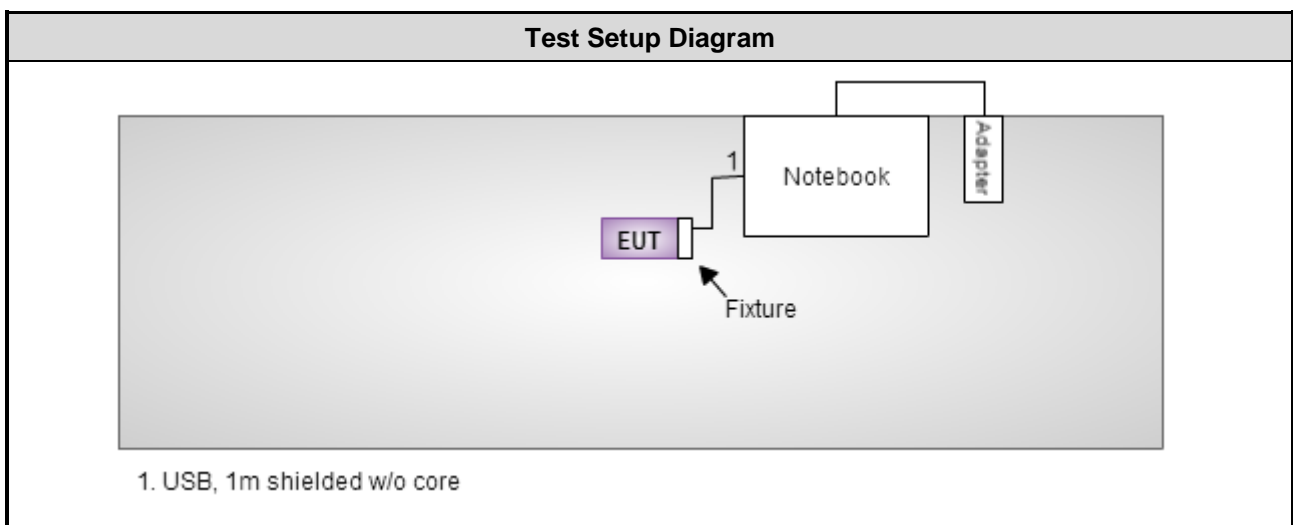 Test Setup Diagram
Adapter
1
Notebook
EUT
Fixture
1. USB, 1m shielded w/o core